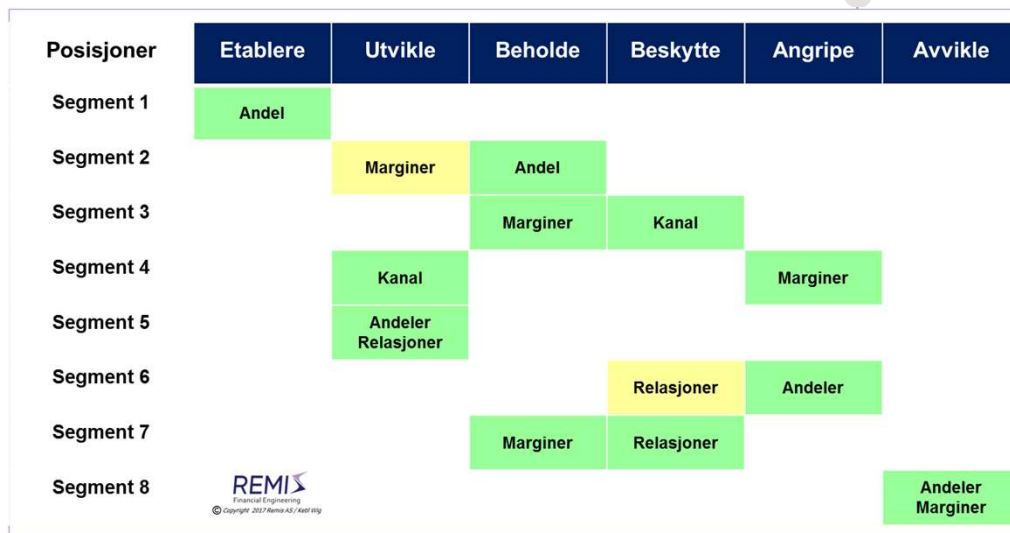 Posisjoner Etablere Utvikle Beholde Beskytte Angripe Avvikle
Segment 1 Andel
Segment 2 Marginer Andel
Segment 3 Marginer Kanal
Segment 4 Kanal Marginer
Segment 5 Andeler
Relasjoner
Segment 6 Relasjoner Andeler
Segment 7 Marginer Relasjoner
Segment 8 Andeler
Marginer
REMIS
Financial Engineering
© Copyright 2017 Remis AS / Ketil Wig